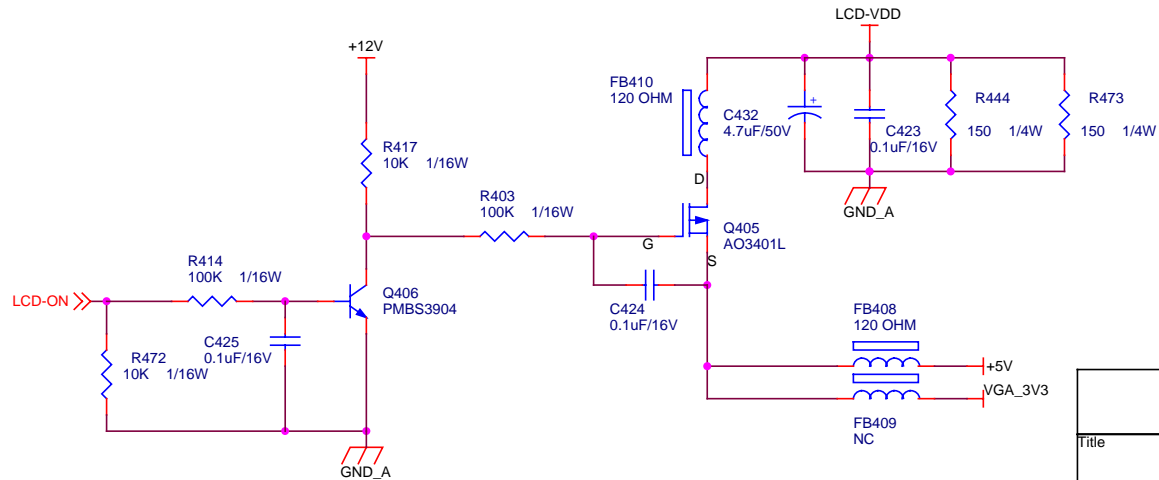 LCD-VDD
+12V
FB410
120 OHM
C432
4.7uF/50V
+
C423
0.1uF/16V
R444
150 1/4W
R473
150 1/4W
GND_A
R417
10K 1/16W
R403
100K 1/16W
D
G
S
Q405
AO3401L
R414
100K 1/16W
LCD-ON
Q406
PMBS3904
C424
0.1uF/16V
R472
10K 1/16W
C425
0.1uF/16V
FB408
120 OHM
+5V
VGA_3V3
FB409
NC
GND_A
Title